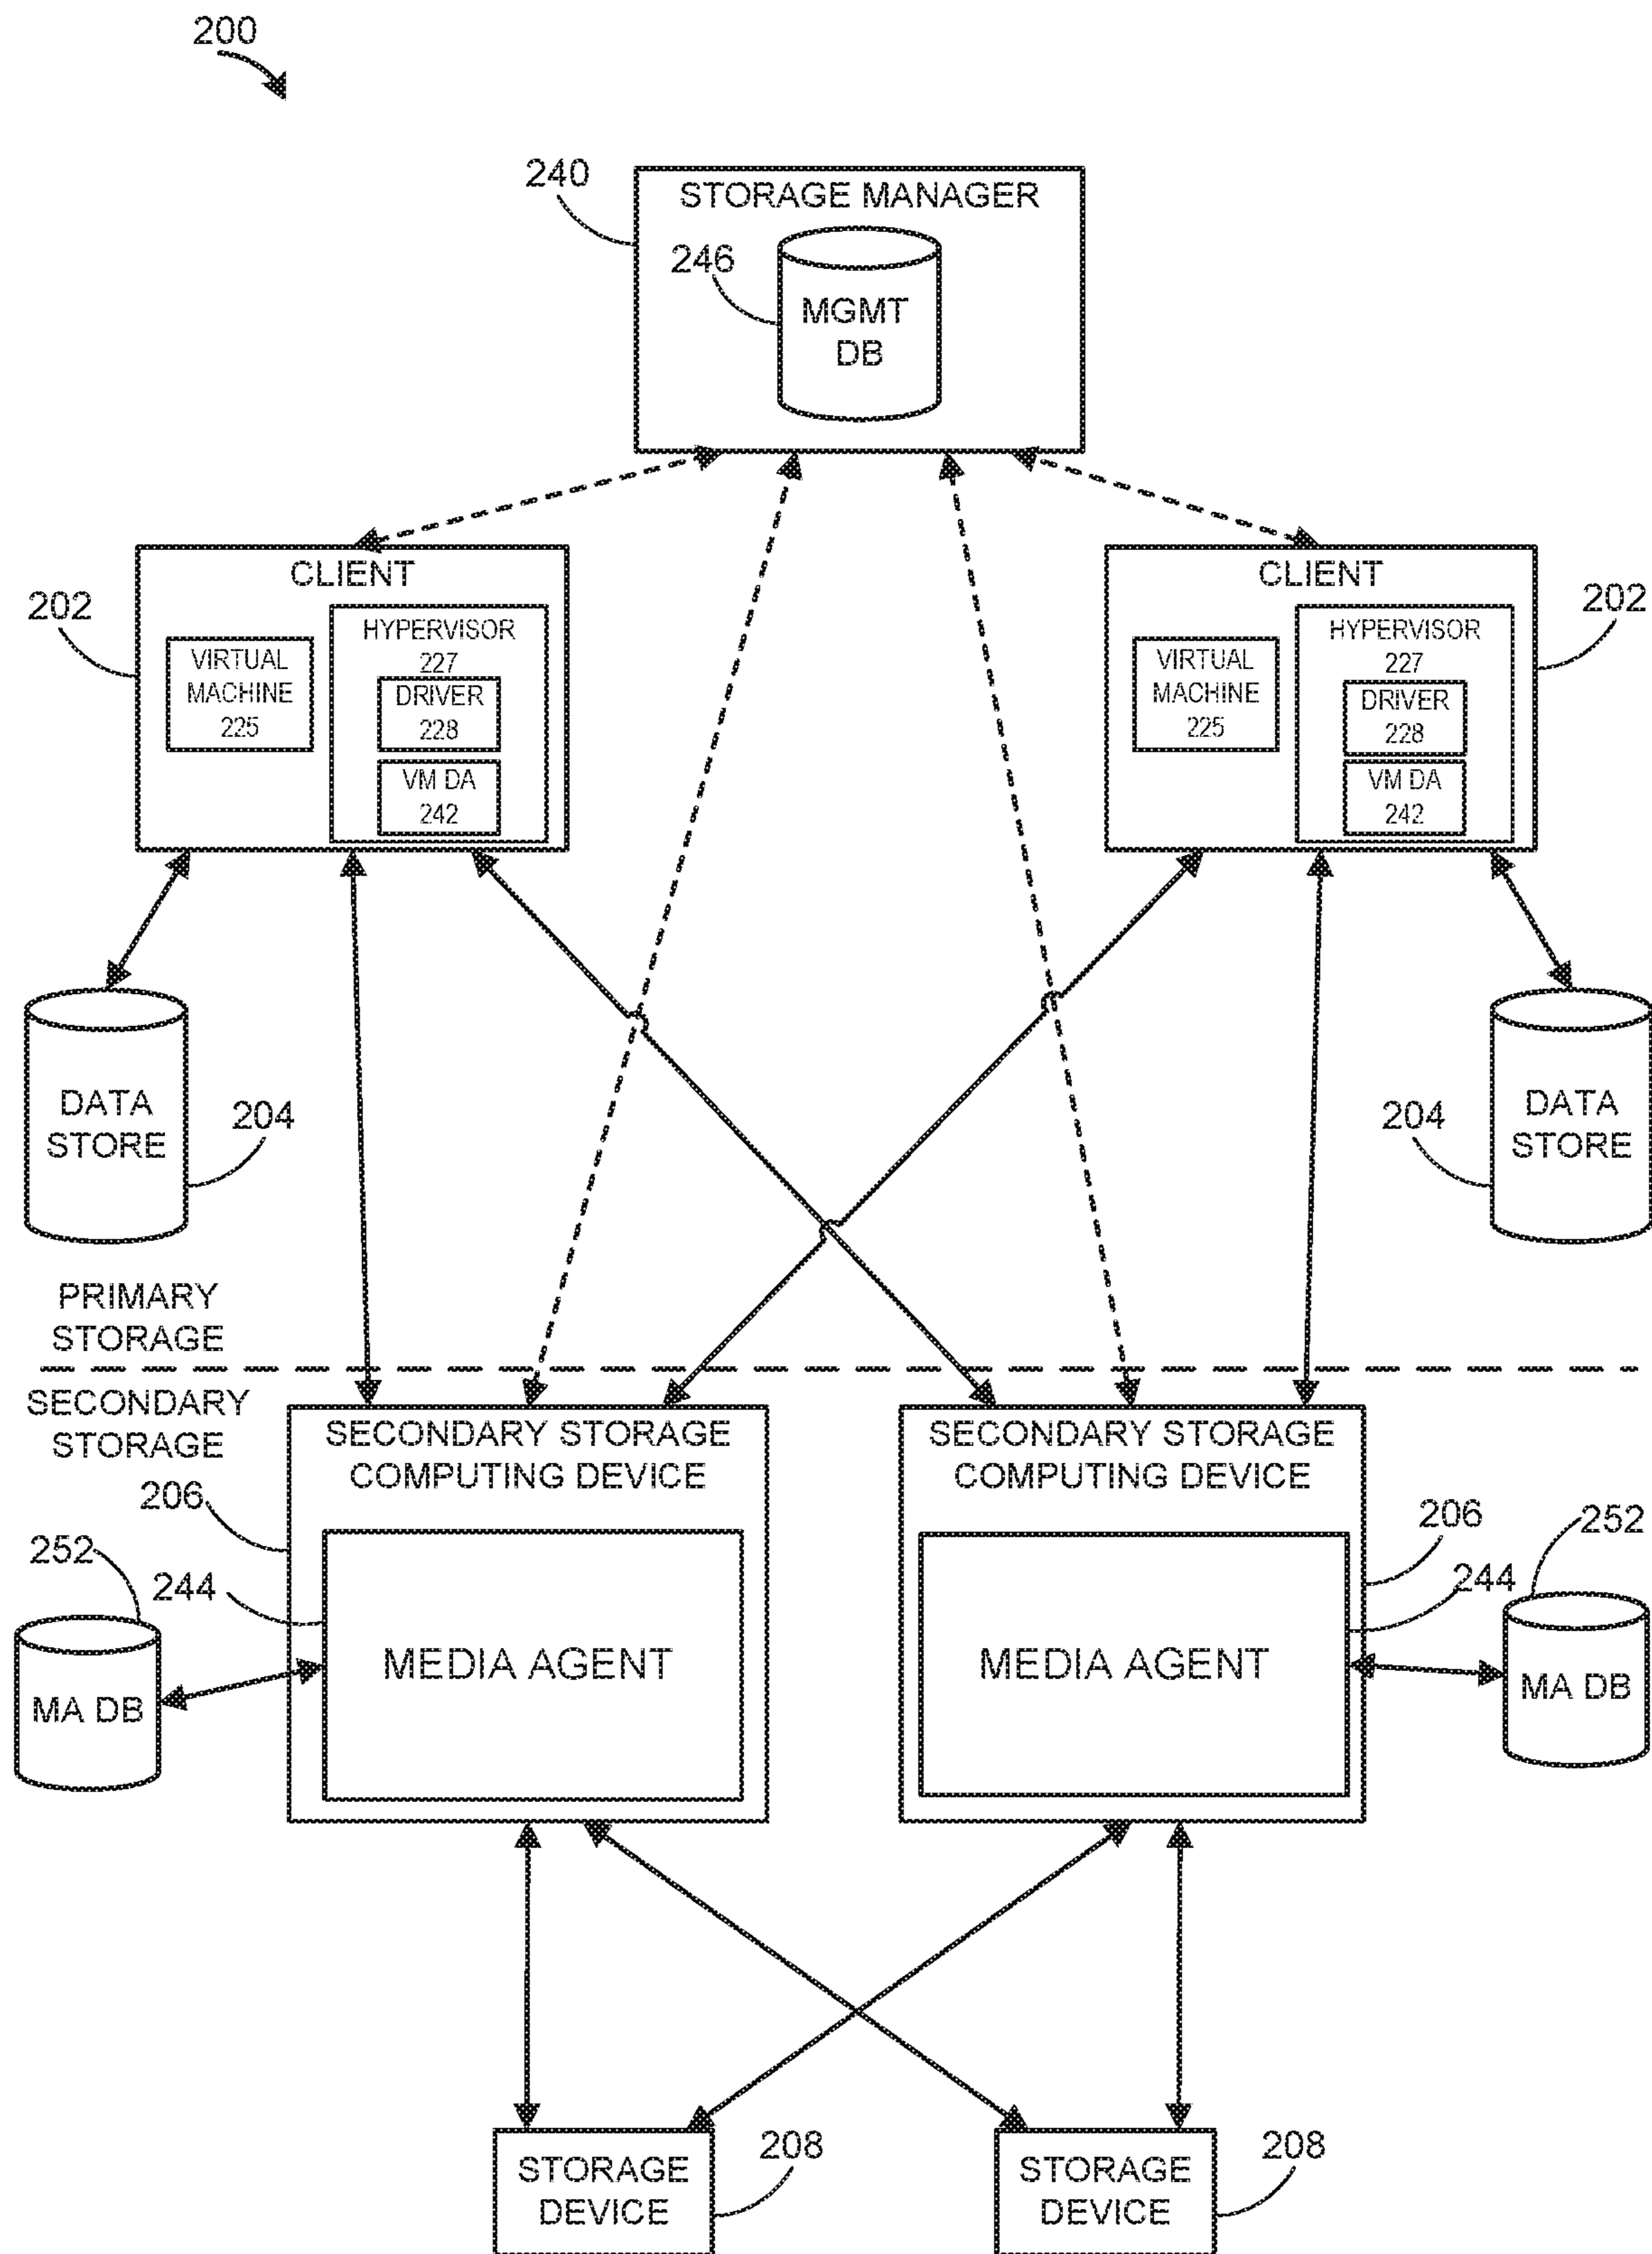 200
240
STORAGE MANAGER
246
MGMT
DB
CLIENT
202
VIRTUAL
MACHINE
225
HYPERVISOR
227
DRIVER
228
VM DA
242
CLIENT
202
VIRTUAL
MACHINE
225
HYPERVISOR
227
DRIVER
228
VM DA
242
DATA
STORE
204
204
DATA
STORE
PRIMARY
STORAGE
SECONDARY
STORAGE
SECONDARY STORAGE
COMPUTING DEVICE
206
252
244
MEDIA AGENT
MA DB
SECONDARY STORAGE
COMPUTING DEVICE
206
252
244
MEDIA AGENT
MA DB
STORAGE
DEVICE
208
STORAGE
DEVICE
208